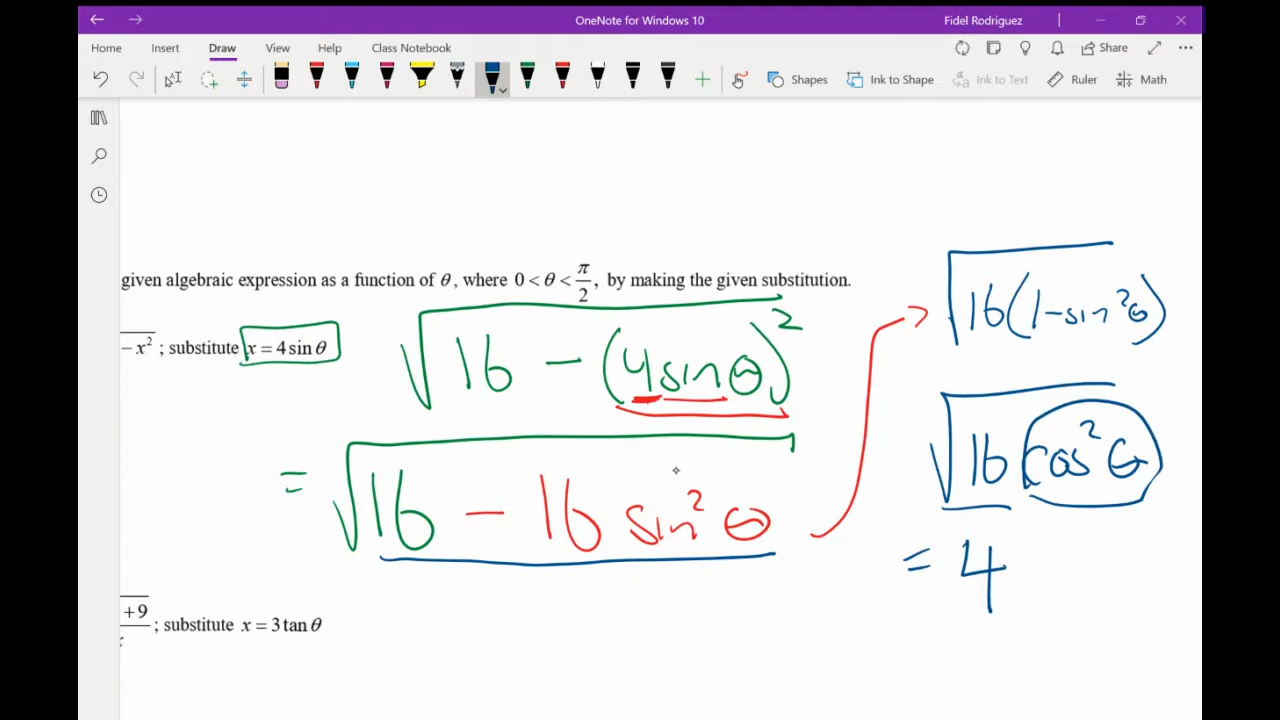 OneNote for Windows 10
Fidel Rodriguez
Home Insert Draw View Help Class Notebook Share
Shapes Ink to Shape Ink to Text Ruler Math
given algebraic expression as a function of θ, where 0 < θ < π/2, by making the given substitution.
− x²; substitute x = 4 sin θ
√16 − (4sinθ)²
= √16 − 16 sin² θ
√16(1−sin²θ)
√16 cos²θ
= 4
+9; substitute x = 3 tan θ